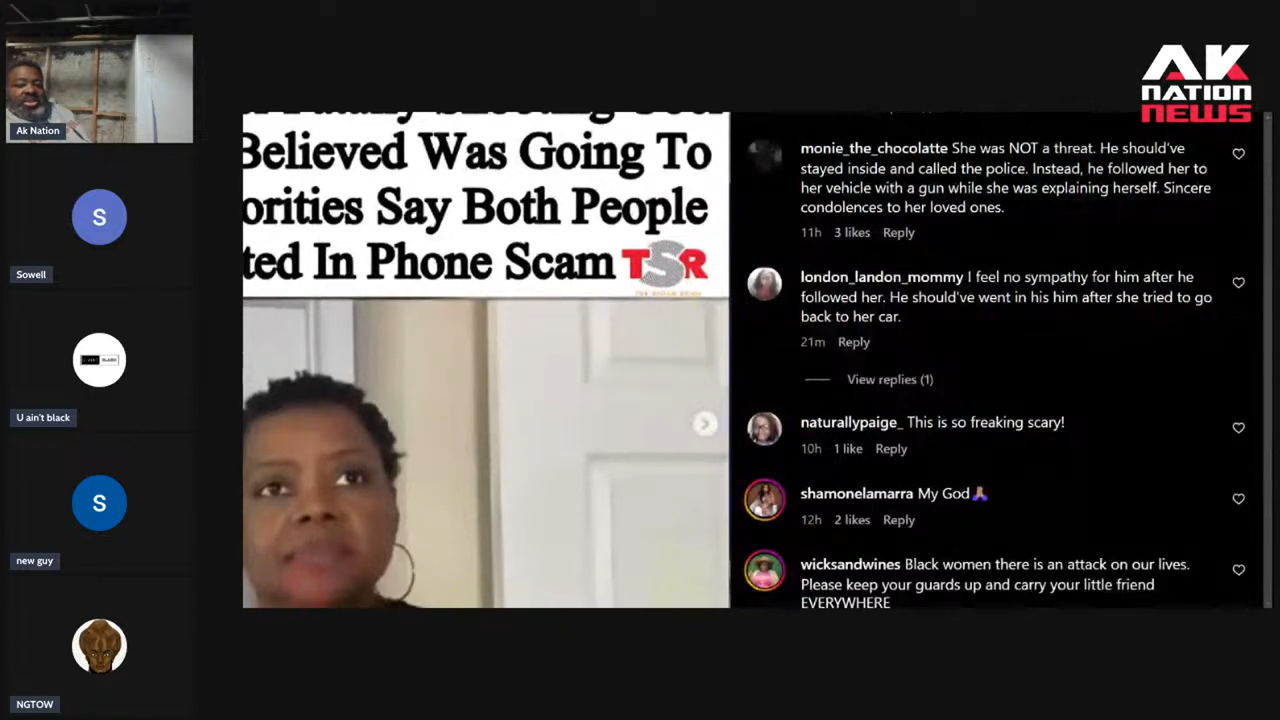 Ak Nation
S
Sowell
U ain't black
S
new guy
NGTOW
AK
NATION
NEWS
Believed Was Going To
orities Say Both People
ted In Phone Scam TSR
monie_the_chocolatte She was NOT a threat. He should've
stayed inside and called the police. Instead, he followed her to
her vehicle with a gun while she was explaining herself. Sincere
condolences to her loved ones.
11h 3 likes Reply
london_landon_mommy I feel no sympathy for him after he
followed her. He should've went in his him after she tried to go
back to her car.
21m Reply
View replies (1)
naturallypaige_ This is so freaking scary!
10h 1 like Reply
shamonelamarra My God
12h 2 likes Reply
wicksandwines Black women there is an attack on our lives.
Please keep your guards up and carry your little friend
EVERYWHERE